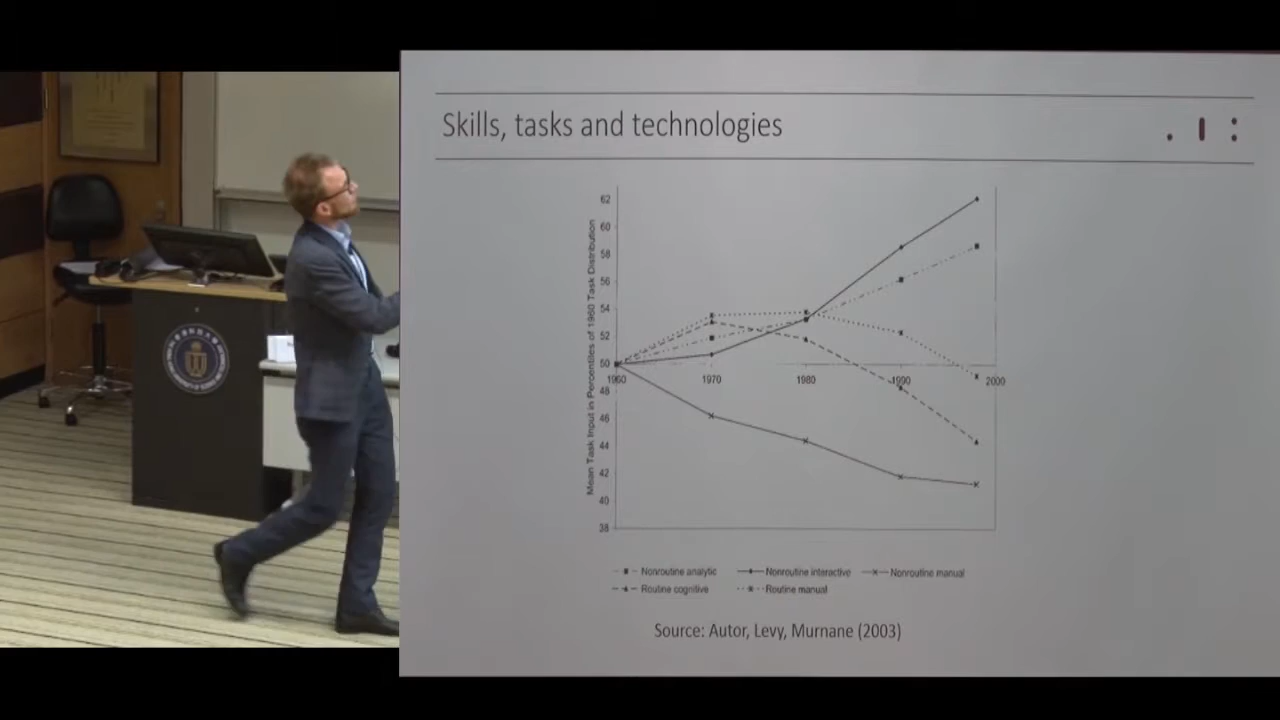 Skills, tasks and technologies
62
60
58
56
54
52
50
48
46
44
42
40
38
1960
1970
1980
1990
2000
Mean Task Input in Percentiles of 1960 Task Distribution
Nonroutine analytic
Nonroutine interactive
Nonroutine manual
Routine cognitive
Routine manual
Source: Autor, Levy, Murnane (2003)